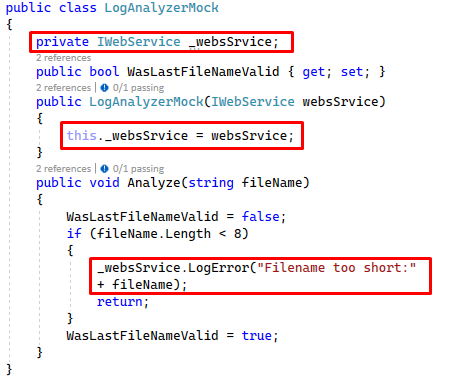 public class LogAnalyzerMock
{
private IWebService _websSrvice;
2 references
public bool WasLastFileNameValid { get; set; }
2 references | 0/1 passing
public LogAnalyzerMock(IWebService websSrvice)
{
this._websSrvice = websSrvice;
}
2 references | 0/1 passing
public void Analyze(string fileName)
{
WasLastFileNameValid = false;
if (fileName.Length < 8)
{
_websSrvice.LogError("Filename too short:"
+ fileName);
return;
}
WasLastFileNameValid = true;
}
}